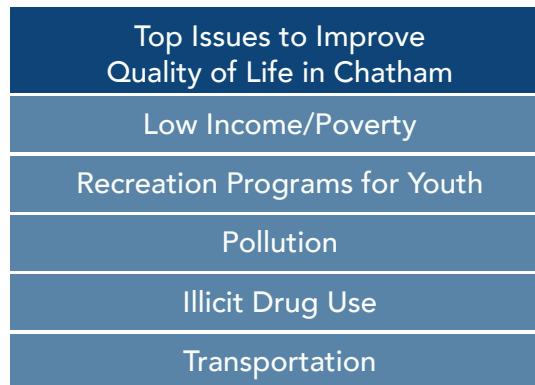 Top Issues to Improve
Quality of Life in Chatham
Low Income/Poverty
Recreation Programs for Youth
Pollution
Illicit Drug Use
Transportation